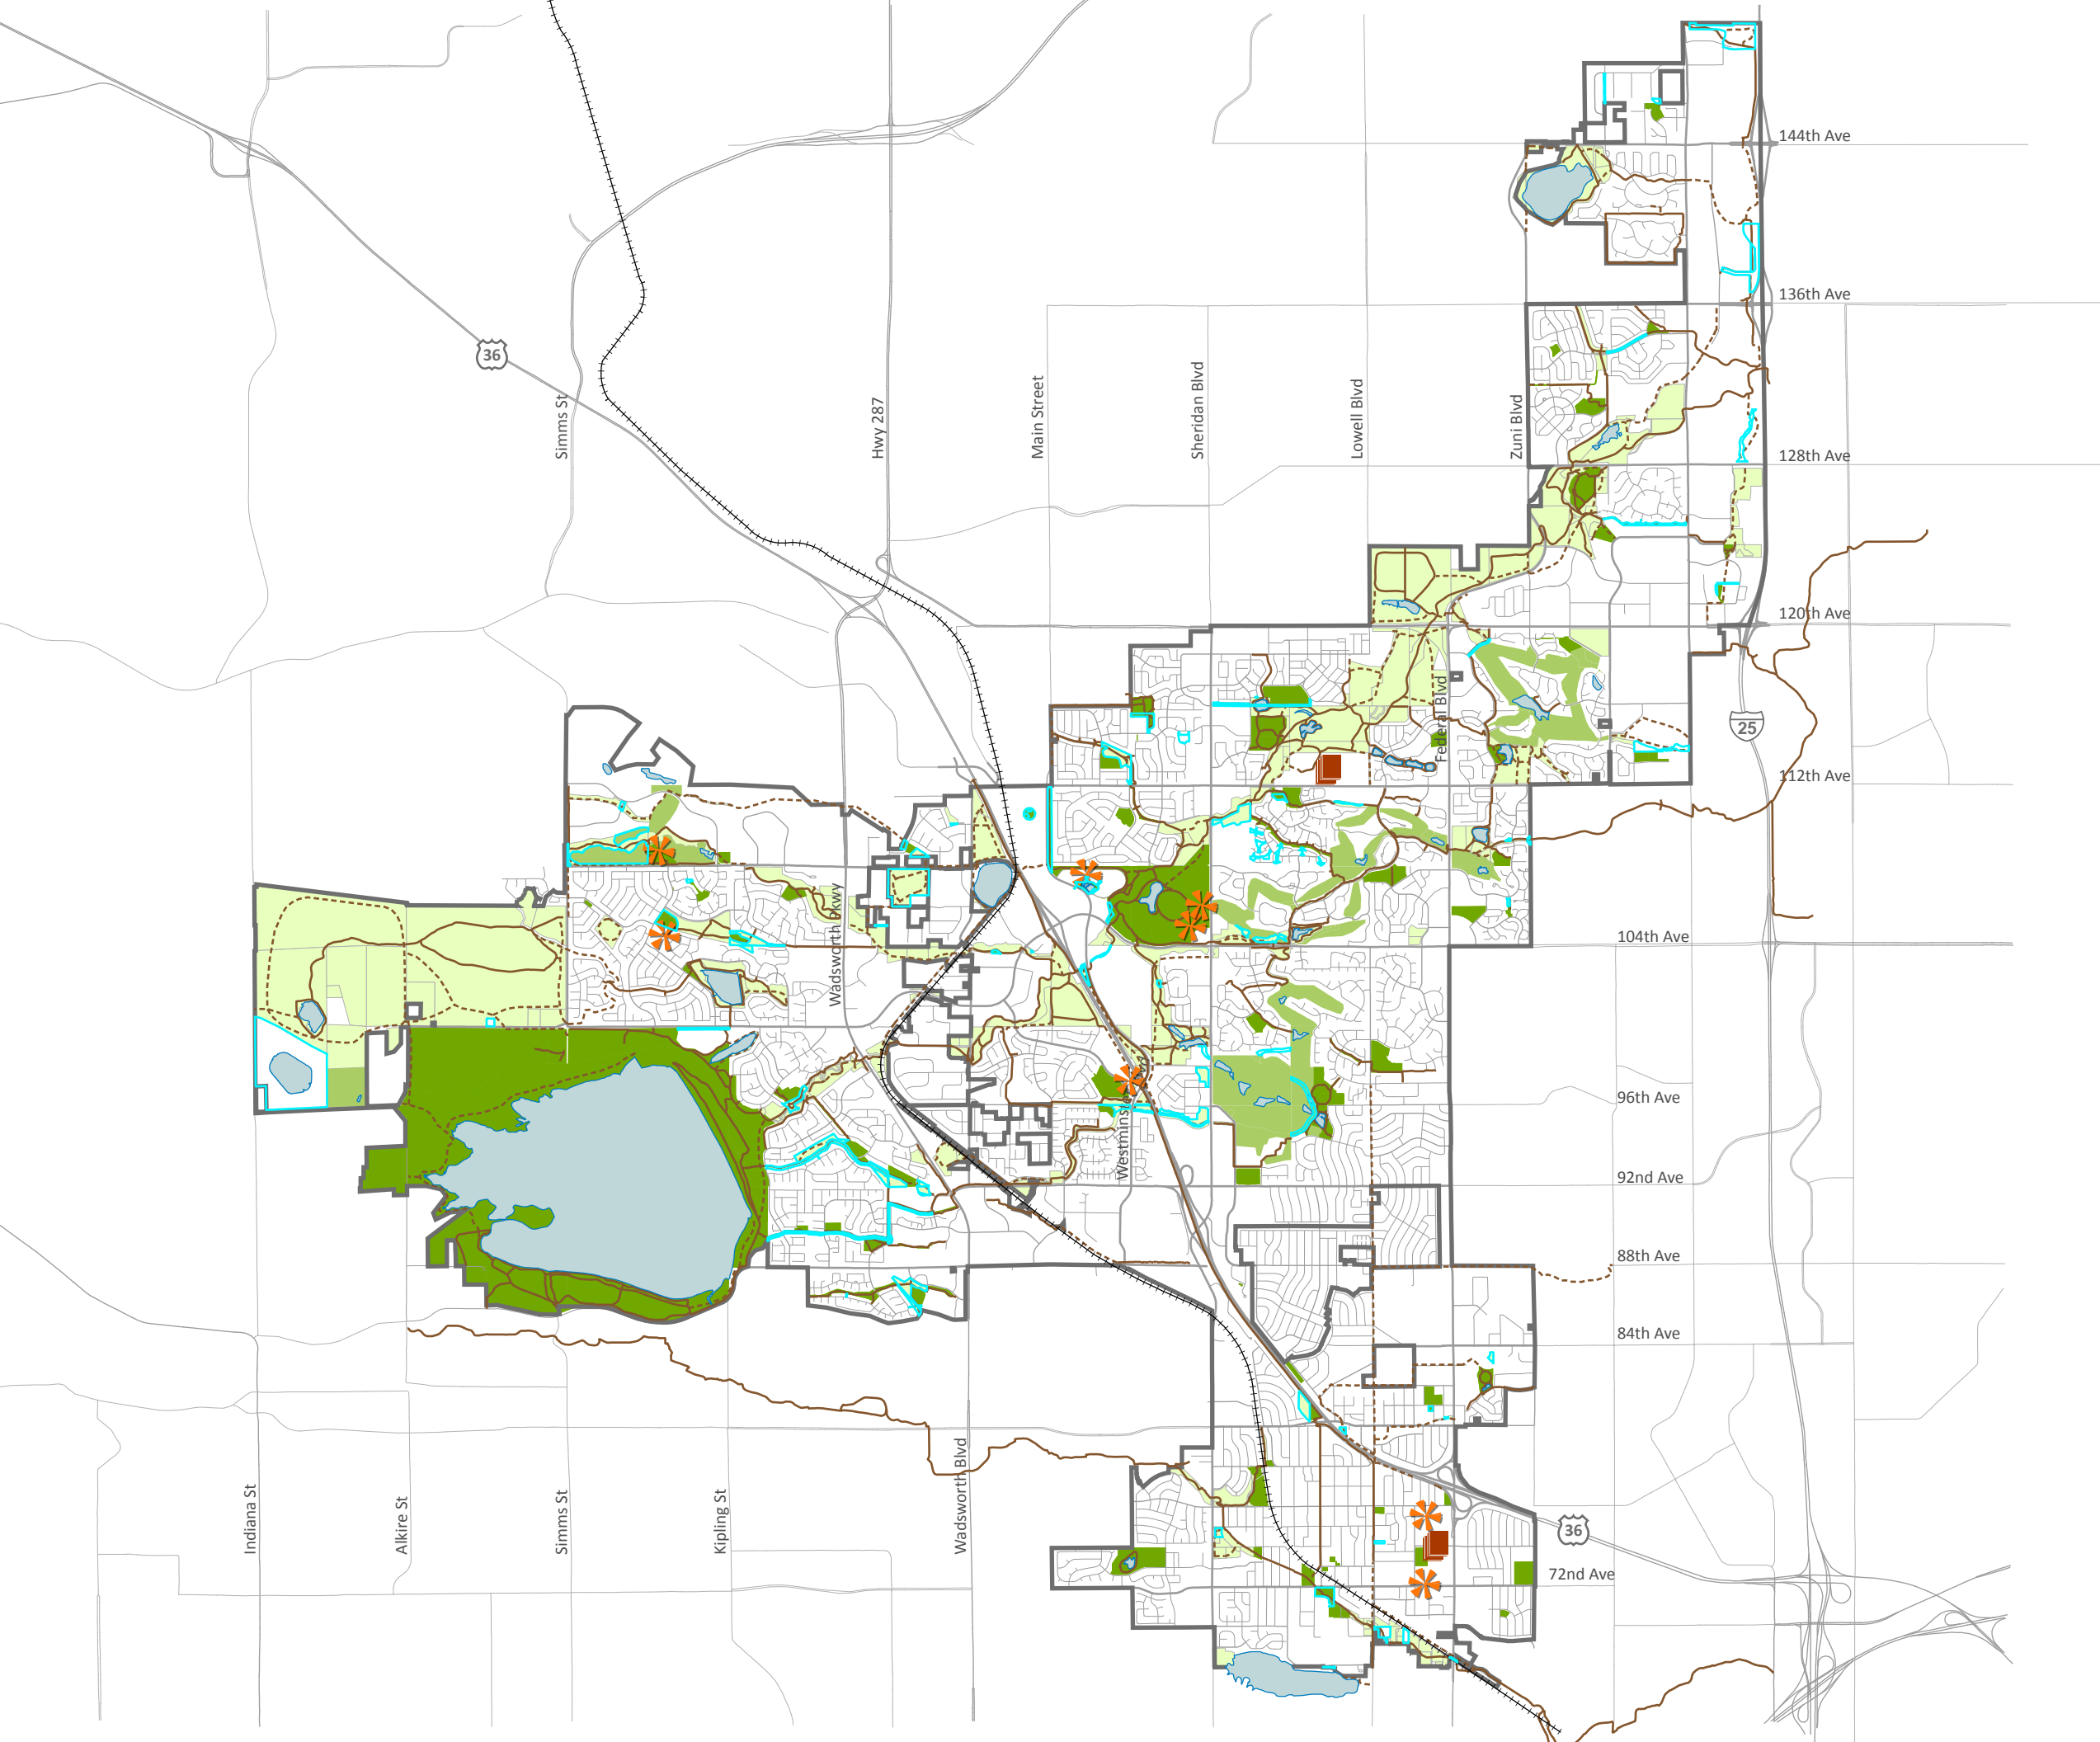 144th Ave
136th Ave
36
Simms St
Hwy 287
Main Street
Sheridan Blvd
Lowell Blvd
Zuni Blvd
128th Ave
120th Ave
Federal Blvd
25
112th Ave
Wadsworth Pkwy
104th Ave
96th Ave
92nd Ave
88th Ave
84th Ave
Indiana St
Alkire St
Simms St
Kipling St
Wadsworth Blvd
36
72nd Ave